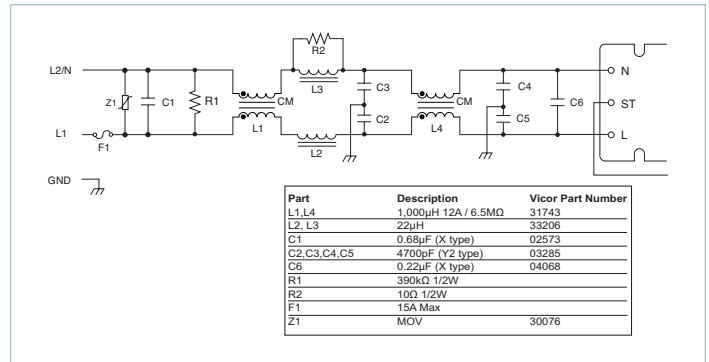 R2
L2/N
L3
C3
C4
N
Z1
C1
R1
CM
CM
C6
ST
C2
C5
L1
L1
L4
L
F1
L2
GND
Part Description Vicor Part Number
L1,L4 1,000µH 12A / 6.5MΩ 31743
L2, L3 22µH 33206
C1 0.68µF (X type) 02573
C2,C3,C4,C5 4700pF (Y2 type) 03285
C6 0.22µF (X type) 04068
R1 390kΩ 1/2W
R2 10Ω 1/2W
F1 15A Max
Z1 MOV 30076